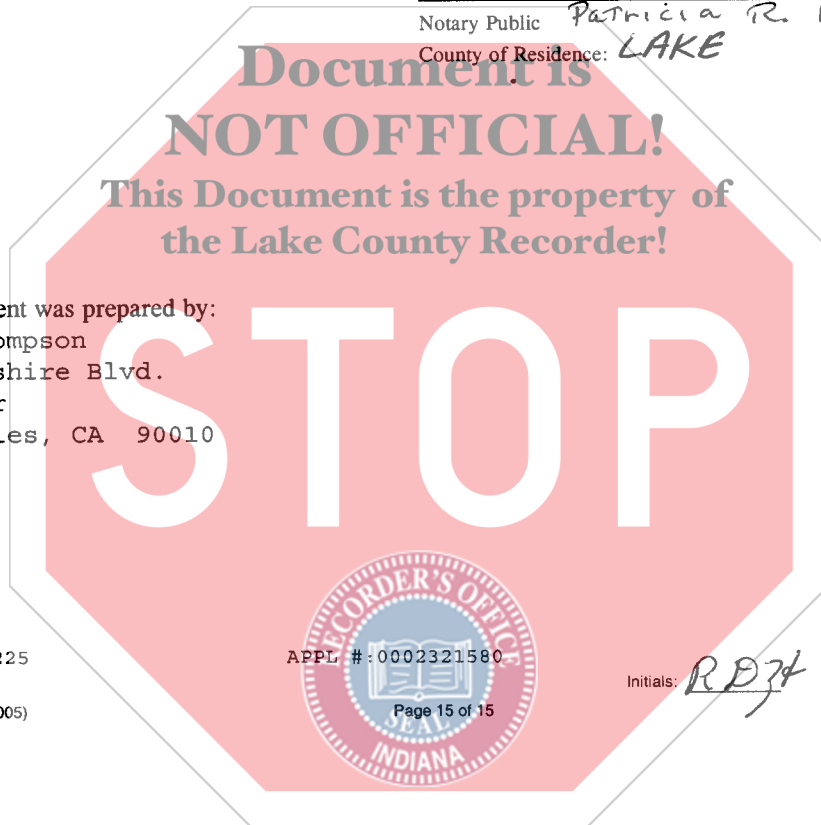 Notary Public Patricia R.
County of Residence: LAKE
Document is
NOT OFFICIAL!
This Document is the property of
the Lake County Recorder!
ent was prepared by:
ompson
shire Blvd.
les, CA 90010
STOP
RECORDER'S OFFICE
SEAL
INDIANA
225
APPL #:0002321580
Initials:
005)
Page 15 of 15